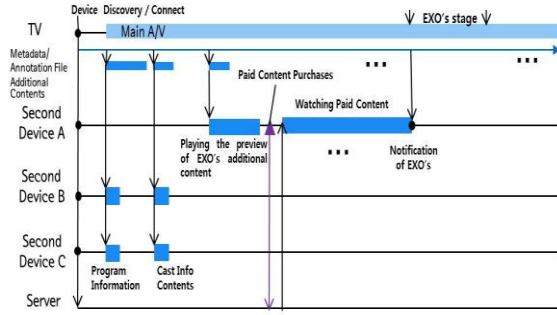 Device Discovery / Connect
TV
Main A/V
EXO's stage
Metadata/
Annotation File
Additional
Contents
...
...
Paid Content Purchases
Second
Device A
Watching Paid Content
Playing the preview
of EXO's additional
content
...
Notification
of EXO's
Second
Device B
Second
Device C
Program
Information
Cast Info
Contents
Server